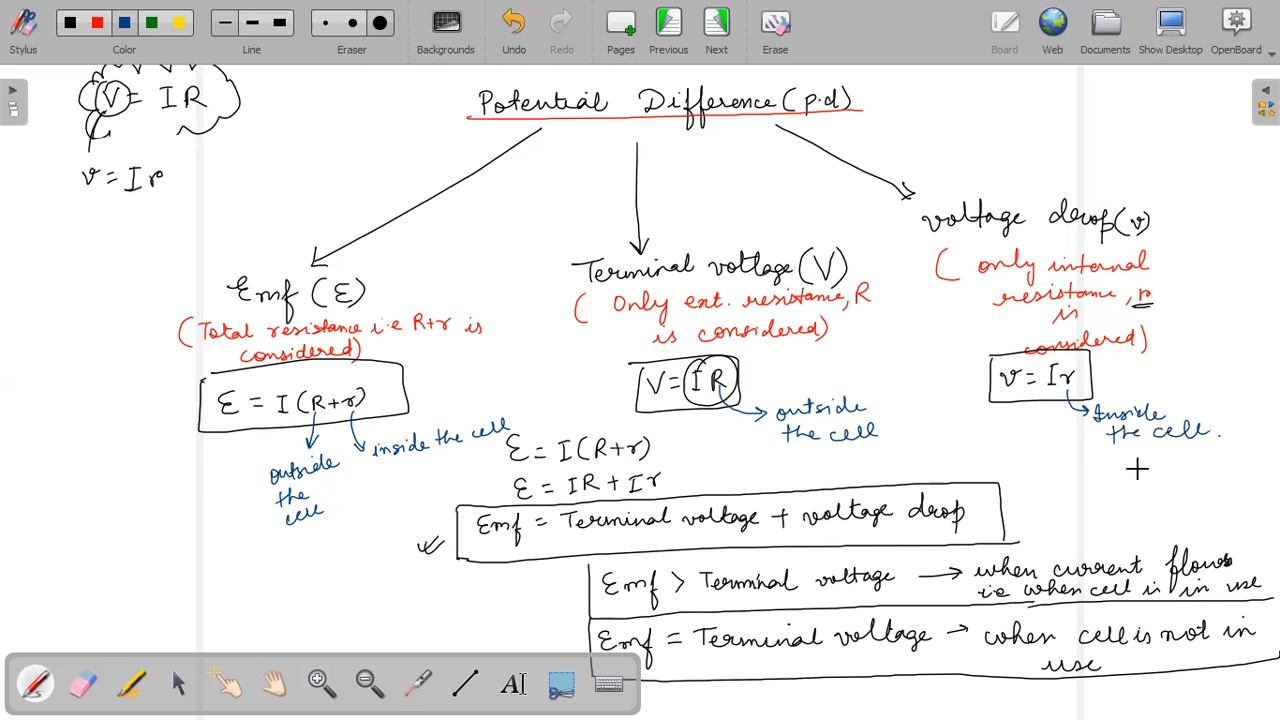 Stylus
Color
Line
Eraser
Backgrounds
Undo
Redo
Pages
Previous
Next
Erase
Board
Web
Documents
Show Desktop
OpenBoard
V = IR
v = Ir
Potential Difference (p.d)
Emf (Ɛ)
(Total resistance i.e R+r is
considered)
Ɛ = I(R+r)
outside
the
cell
inside the cell
Terminal voltage (V)
( Only ext. resistance, R
is considered)
V = IR
outside
the cell
voltage drop (v)
( only internal
resistance, r
is
considered)
v = Ir
Inside
the cell.
Ɛ = I(R+r)
Ɛ = IR + Ir
Emf = Terminal voltage + voltage drop
Emf > Terminal voltage → when current flows
i.e when cell is in use
Emf = Terminal voltage → when cell is not in
use